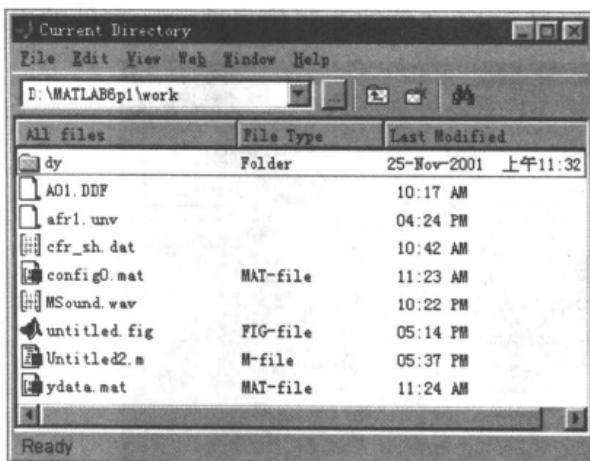 Current Directory
File Edit View Web Window Help
D:\MATLAB6p1\work ...
All files File Type Last Modified
dy Folder 25-Nov-2001 上午11:32
A01.DDF 10:17 AM
afr1.unv 04:24 PM
cfr_sh.dat 10:42 AM
config0.mat MAT-file 11:23 AM
MSound.wav 10:22 PM
untitled.fig FIG-file 05:14 PM
Untitled2.m M-file 05:37 PM
ydata.mat MAT-file 11:24 AM
Ready